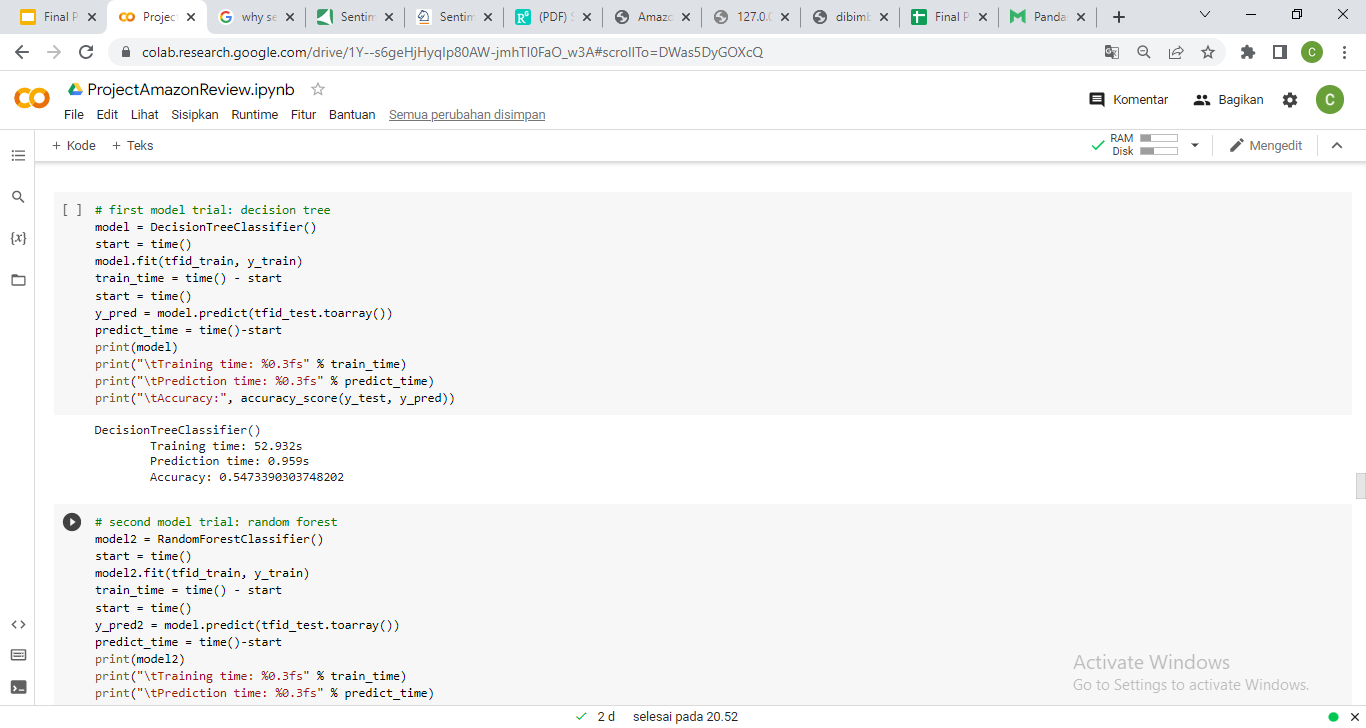 Final P
Projec
why se
Sentim
Sentim
(PDF) S
Amazo
127.0.0
dibimb
Final P
Panda
colab.research.google.com/drive/1Y--s6geHjHyqIp80AW-jmhTI0FaO_w3A#scrollTo=DWas5DyGOXcQ
C
ProjectAmazonReview.ipynb
File Edit Lihat Sisipkan Runtime Fitur Bantuan Semua perubahan disimpan
Komentar Bagikan C
+ Kode + Teks
RAM
Disk
Mengedit
[ ] # first model trial: decision tree
model = DecisionTreeClassifier()
start = time()
model.fit(tfid_train, y_train)
train_time = time() - start
start = time()
y_pred = model.predict(tfid_test.toarray())
predict_time = time()-start
print(model)
print("\tTraining time: %0.3fs" % train_time)
print("\tPrediction time: %0.3fs" % predict_time)
print("\tAccuracy:", accuracy_score(y_test, y_pred))
DecisionTreeClassifier()
Training time: 52.932s
Prediction time: 0.959s
Accuracy: 0.5473390303748202
# second model trial: random forest
model2 = RandomForestClassifier()
start = time()
model2.fit(tfid_train, y_train)
train_time = time() - start
start = time()
y_pred2 = model.predict(tfid_test.toarray())
predict_time = time()-start
print(model2)
print("\tTraining time: %0.3fs" % train_time)
print("\tPrediction time: %0.3fs" % predict_time)
Activate Windows
Go to Settings to activate Windows.
2 d selesai pada 20.52